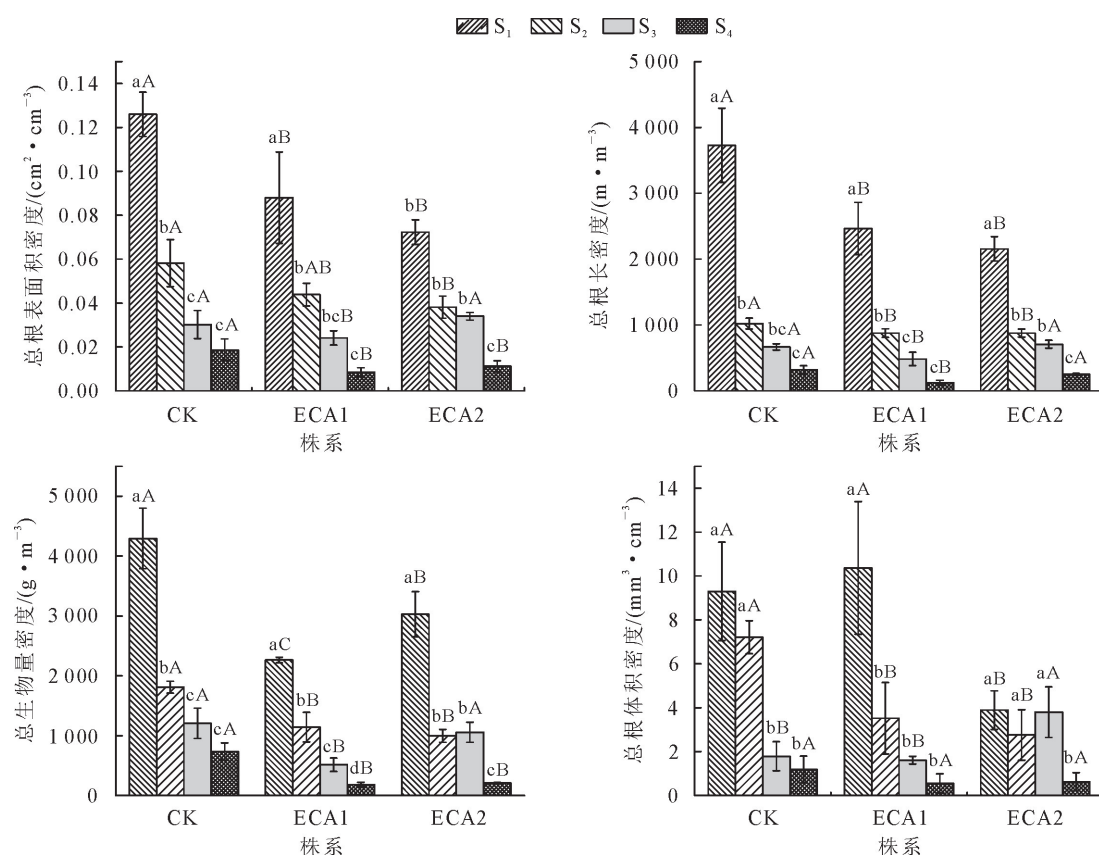 S₁ S₂ S₃ S₄
总根表面积密度/(cm²·cm⁻³)
0.14
0.12
0.10
0.08
0.06
0.04
0.02
0.00
aA bA cA cA
aB bAB bcB cB
bB bB bA cB
CK ECA1 ECA2
株系
总根长密度/(m·m⁻³)
5 000
4 000
3 000
2 000
1 000
0
aA bA bcA cA
aB bB cB cB
aB bB bA cA
CK ECA1 ECA2
株系
总生物量密度/(g·m⁻³)
5 000
4 000
3 000
2 000
1 000
0
aA bA cA cA
aC bB cB dB
aB bB bA cB
CK ECA1 ECA2
株系
总根体积密度/(mm³·cm⁻³)
14
12
10
8
6
4
2
0
aA aA bB bA
aA bB bB bA
aB aB aA bA
CK ECA1 ECA2
株系